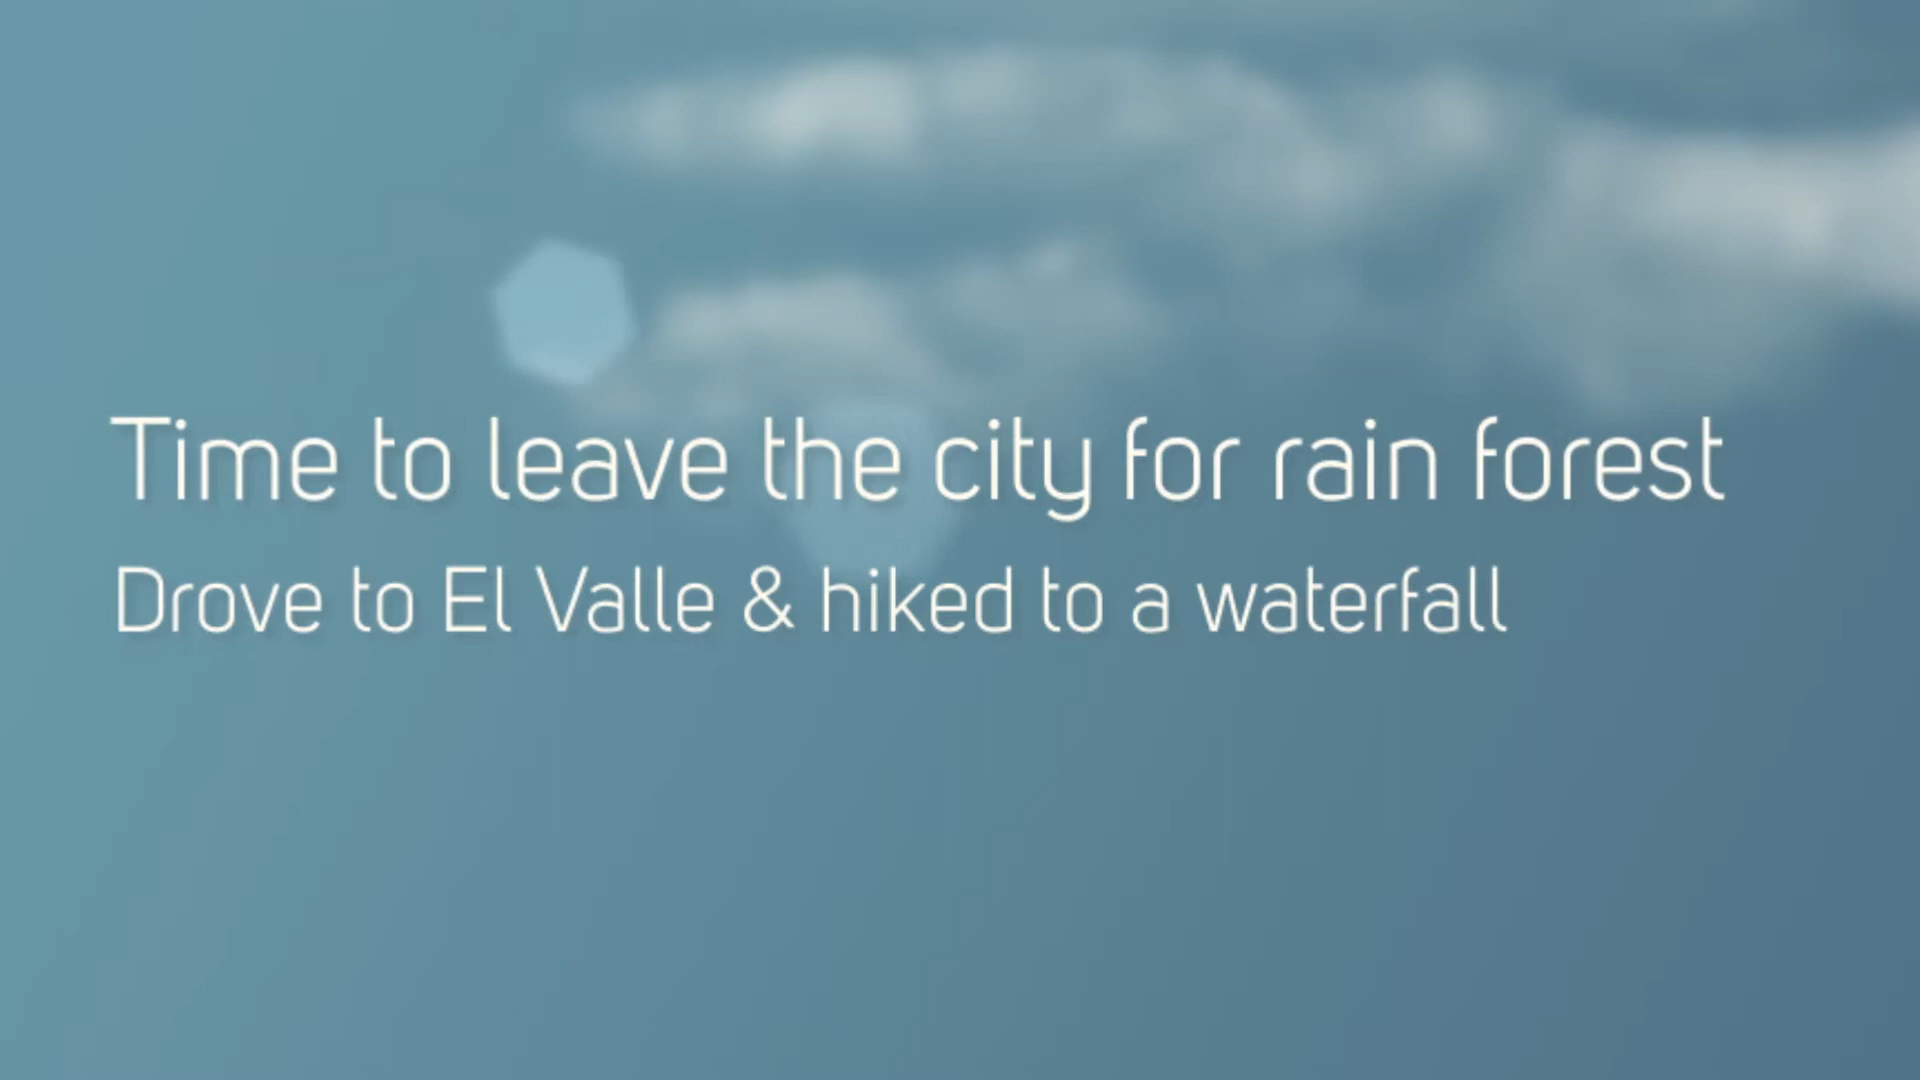 Time to leave the city for rain forest
Drove to El Valle & hiked to a waterfall